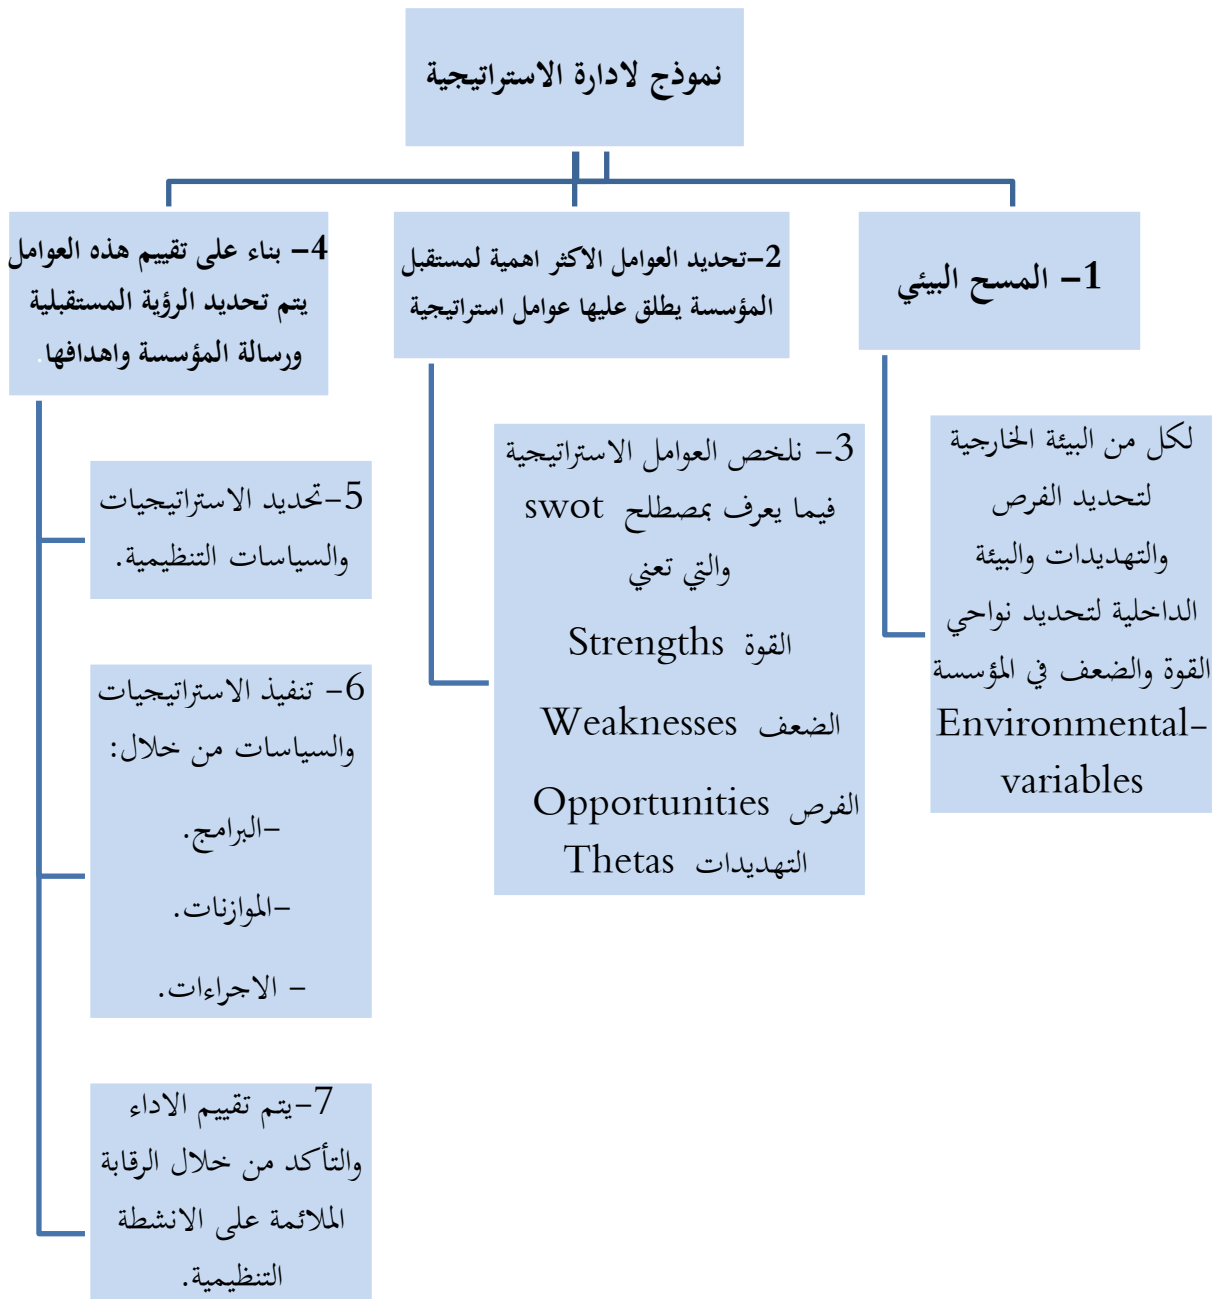 نموذج لادارة الاستراتيجية
1- المسح البيئي
لكل من البيئة الخارجية
لتحديد الفرص
والتهديدات والبيئة
الداخلية لتحديد نواحي
القوة والضعف في المؤسسة
Environmental-
variables
2-تحديد العوامل الاكثر اهمية لمستقبل
المؤسسة يطلق عليها عوامل استراتيجية
3- نلخص العوامل الاستراتيجية
فيما يعرف بمصطلح swot
والتي تعني
القوة Strengths
الضعف Weaknesses
الفرص Opportunities
التهديدات Thetas
4- بناء على تقييم هذه العوامل
يتم تحديد الرؤية المستقبلية
ورسالة المؤسسة واهدافها.
5-تحديد الاستراتيجيات
والسياسات التنظيمية.
6- تنفيذ الاستراتيجيات
والسياسات من خلال:
-البرامج.
-الموازنات.
- الاجراءات.
7-يتم تقييم الاداء
والتأكد من خلال الرقابة
الملائمة على الانشطة
التنظيمية.